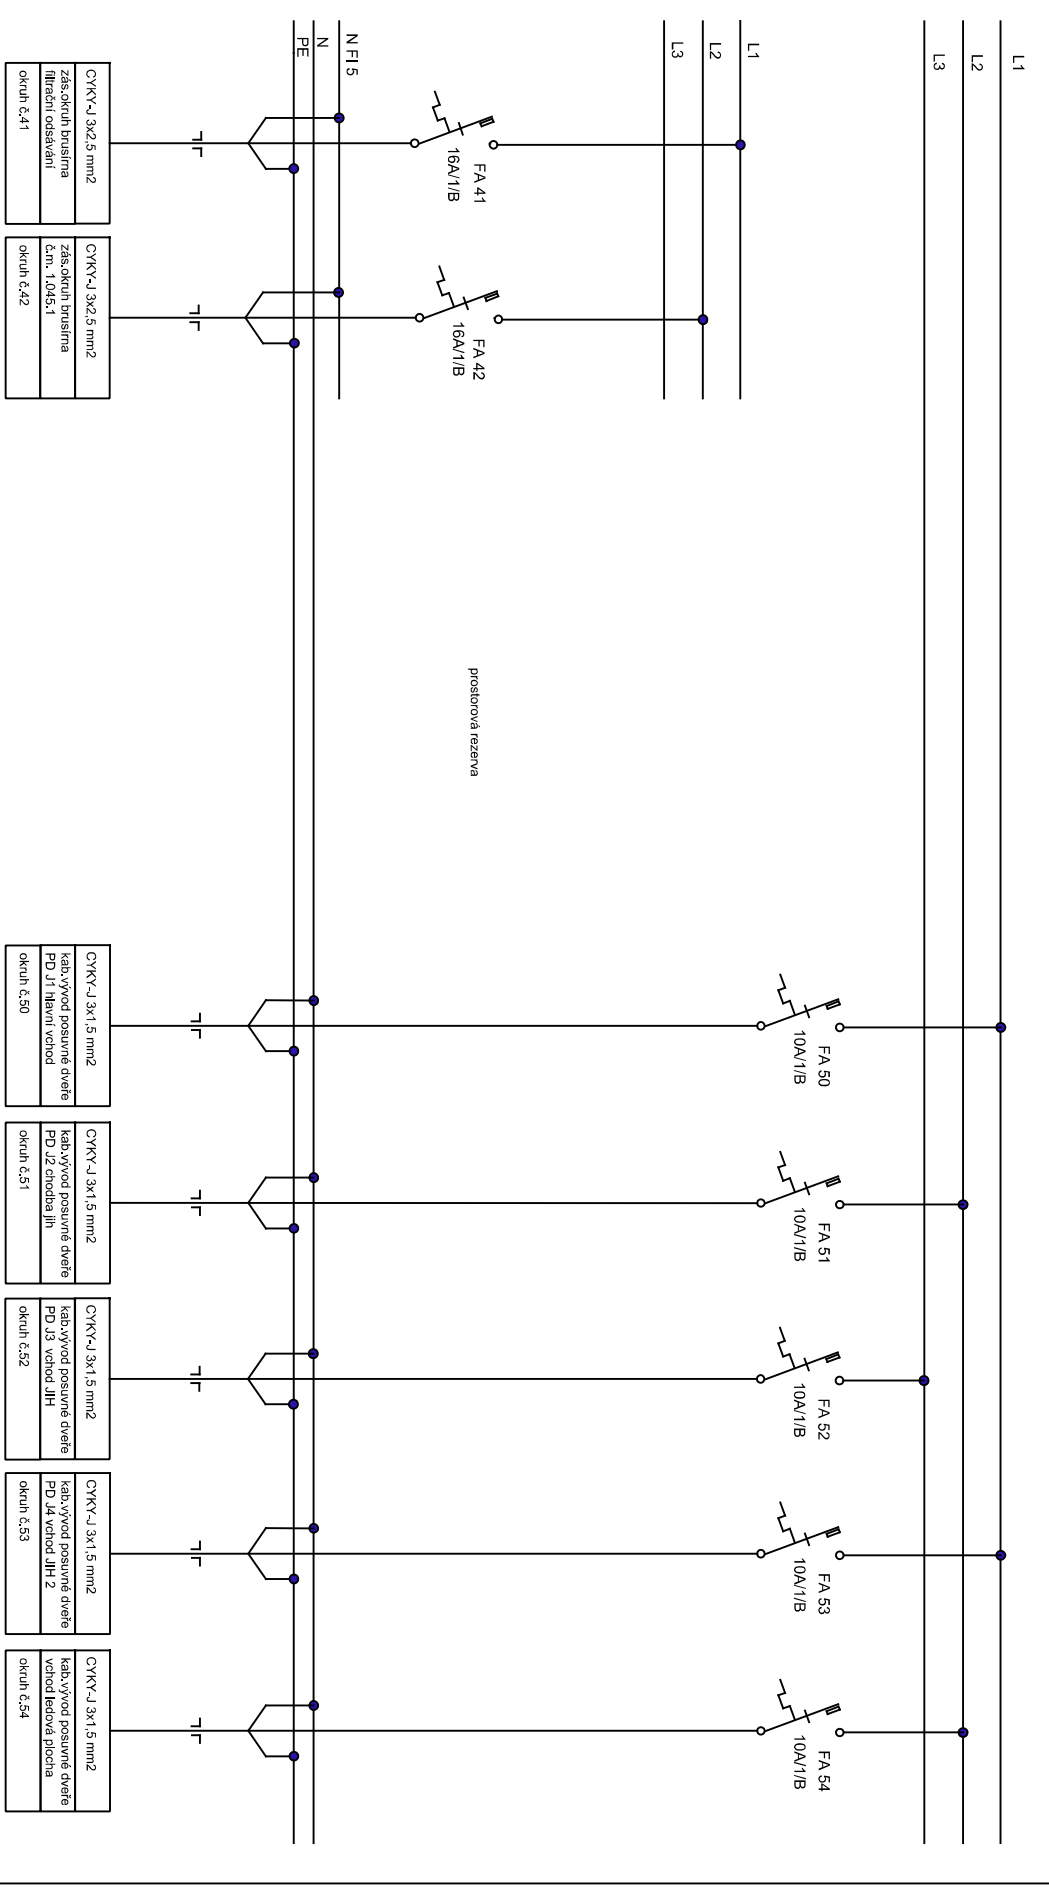 L1
L2
L3
L1
L2
L3
N FI 5
N
PE
FA 41
16A/1/B
FA 42
16A/1/B
prostorová rezerva
FA 50
10A/1/B
FA 51
10A/1/B
FA 52
10A/1/B
FA 53
10A/1/B
FA 54
10A/1/B
CYKY-J 3x2,5 mm2
zás.okruh brusírna
filtrační odsávání
okruh č.41
CYKY-J 3x2,5 mm2
zás.okruh brusírna
č.m. 1.045.1
okruh č.42
CYKY-J 3x1,5 mm2
kab.vývod posuvné dveře
PD J1 hlavní vchod
okruh č.50
CYKY-J 3x1,5 mm2
kab.vývod posuvné dveře
PD J2 chodba jih
okruh č.51
CYKY-J 3x1,5 mm2
kab.vývod posuvné dveře
PD J3 vchod JIH
okruh č.52
CYKY-J 3x1,5 mm2
kab.vývod posuvné dveře
PD J4 vchod JIH 2
okruh č.53
CYKY-J 3x1,5 mm2
kab.vývod posuvné dveře
vchod ledová plocha
okruh č.54